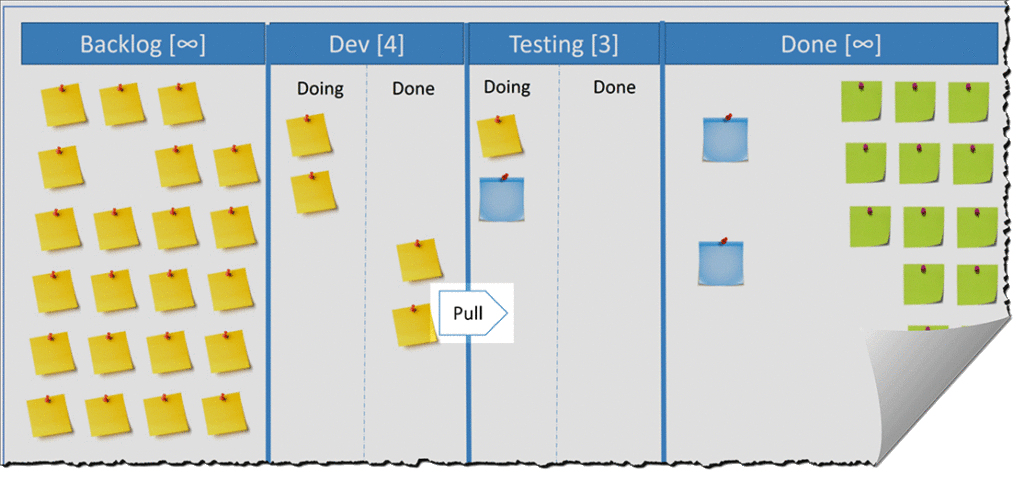 Backlog [∞]
Dev [4]
Testing [3]
Done [∞]
Doing
Done
Doing
Done
Pull